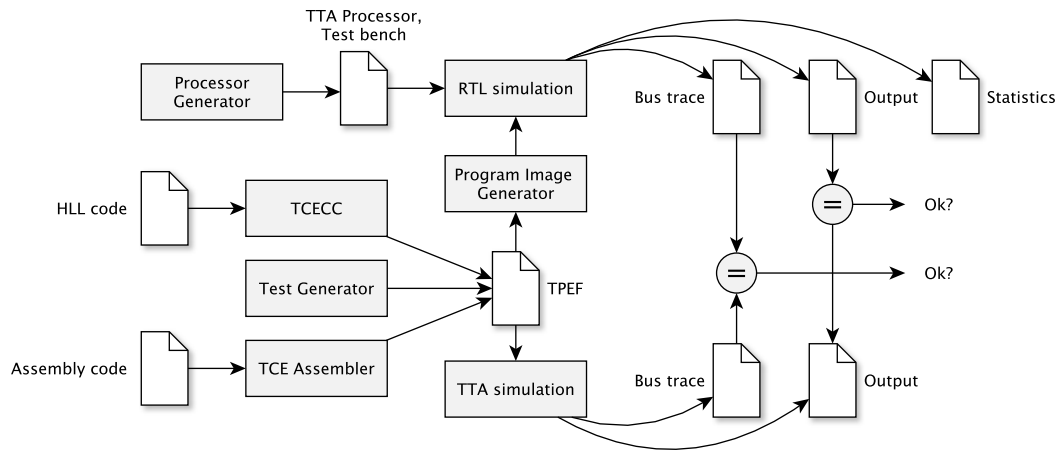 TTA Processor,
Test bench
Processor
Generator
RTL simulation
Bus trace
Output
Statistics
Program Image
Generator
HLL code
TCECC
=
Ok?
=
Ok?
Test Generator
TPEF
Assembly code
TCE Assembler
TTA simulation
Bus trace
Output